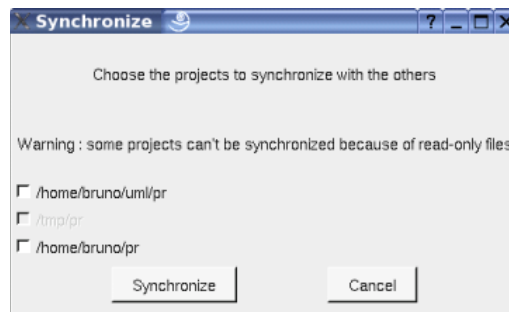 Synchronize
Choose the projects to synchronize with the others
Warning : some projects can't be synchronized because of read-only files
/home/bruno/uml/pr
/tmp/pr
/home/bruno/pr
Synchronize Cancel